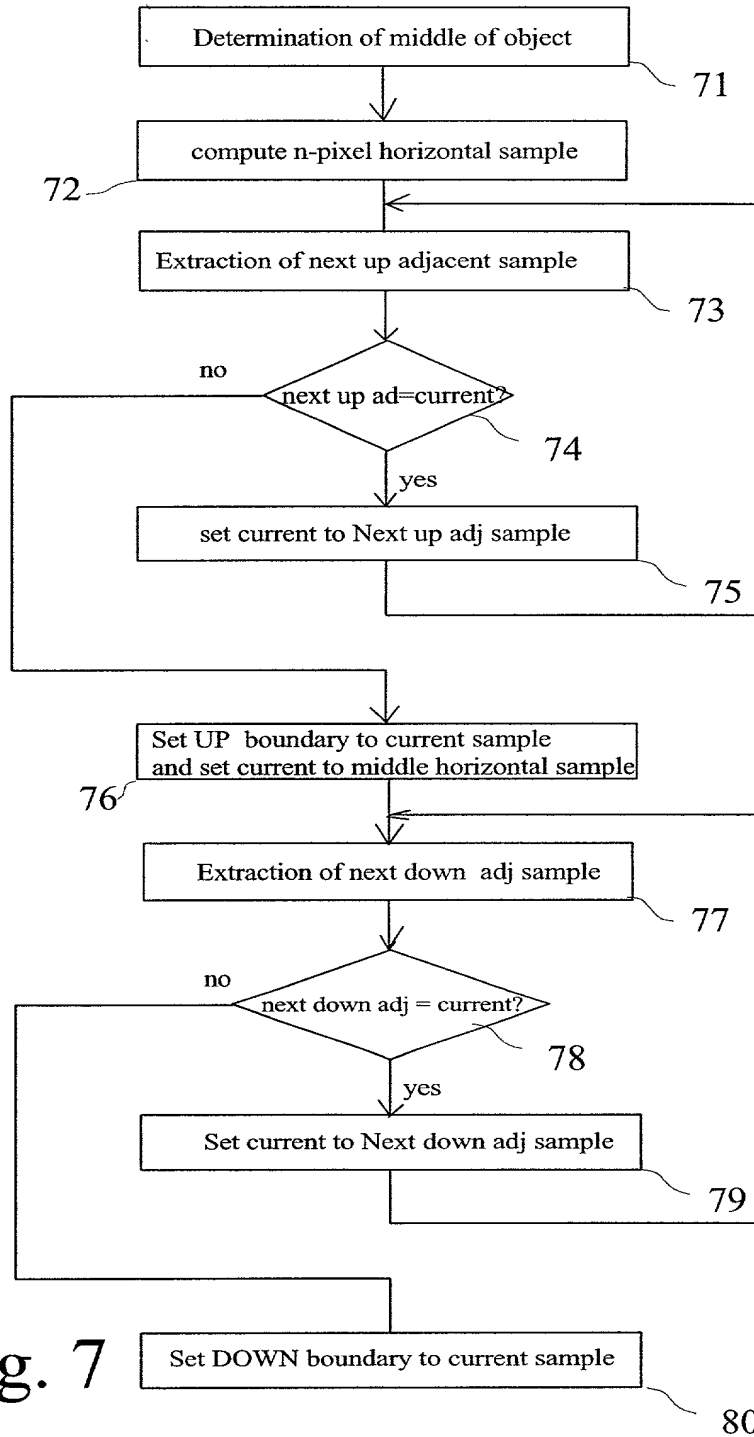 Determination of middle of object
71
compute n-pixel horizontal sample
72
Extraction of next up adjacent sample
73
no
next up ad=current?
74
yes
set current to Next up adj sample
75
Set UP boundary to current sample
and set current to middle horizontal sample
76
Extraction of next down adj sample
77
no
next down adj = current?
78
yes
Set current to Next down adj sample
79
g. 7
Set DOWN boundary to current sample
80